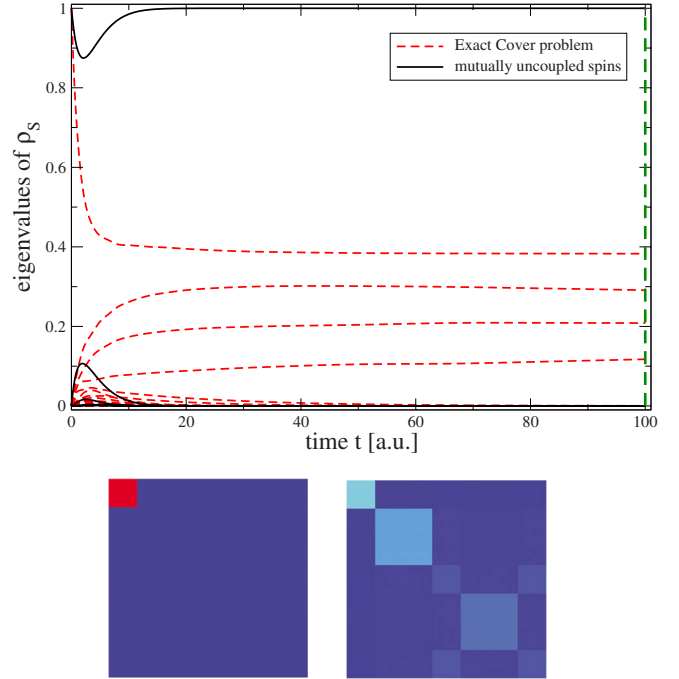 1
0.8
0.6
0.4
0.2
0
eigenvalues of ρS
Exact Cover problem
mutually uncoupled spins
0 20 40 60 80 100
time t [a.u.]